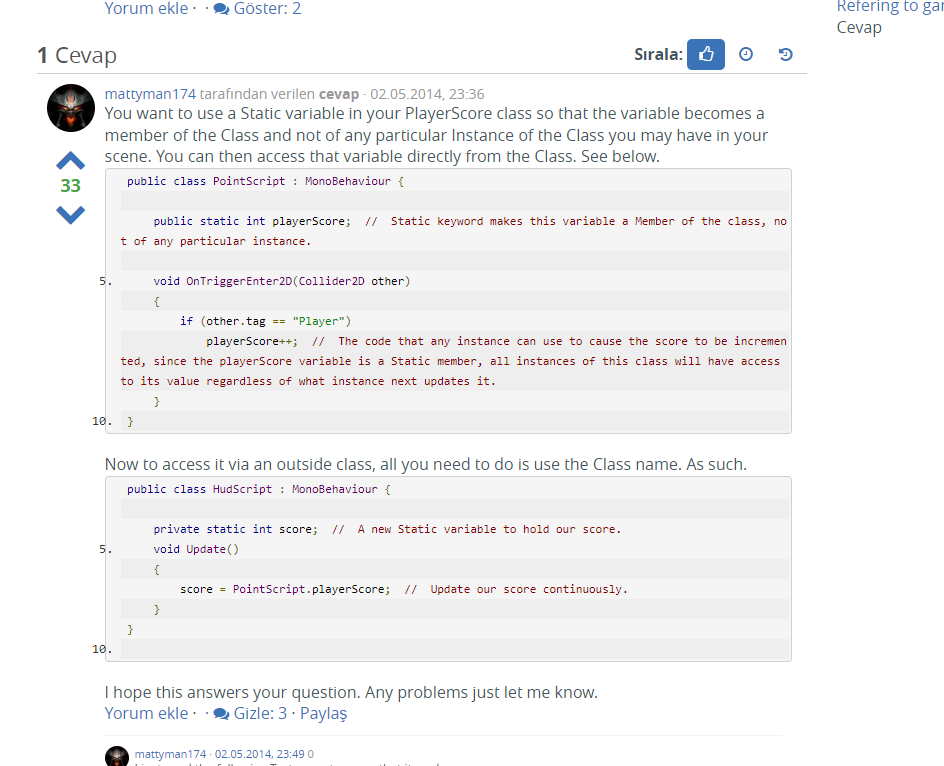 Yorum ekle · · Göster: 2
Refering to ga
Cevap
1 Cevap
Sırala:
mattyman174 tarafından verilen cevap · 02.05.2014, 23:36
You want to use a Static variable in your PlayerScore class so that the variable becomes a
member of the Class and not of any particular Instance of the Class you may have in your
scene. You can then access that variable directly from the Class. See below.
33
public class PointScript : MonoBehaviour {
public static int playerScore; // Static keyword makes this variable a Member of the class, no
t of any particular instance.
5. void OnTriggerEnter2D(Collider2D other)
{
if (other.tag == "Player")
playerScore++; // The code that any instance can use to cause the score to be incremen
ted, since the playerScore variable is a Static member, all instances of this class will have access
to its value regardless of what instance next updates it.
}
10. }
Now to access it via an outside class, all you need to do is use the Class name. As such.
public class HudScript : MonoBehaviour {
private static int score; // A new Static variable to hold our score.
5. void Update()
{
score = PointScript.playerScore; // Update our score continuously.
}
}
10.
I hope this answers your question. Any problems just let me know.
Yorum ekle · · Gizle: 3 · Paylaş
mattyman174 · 02.05.2014, 23:49 0